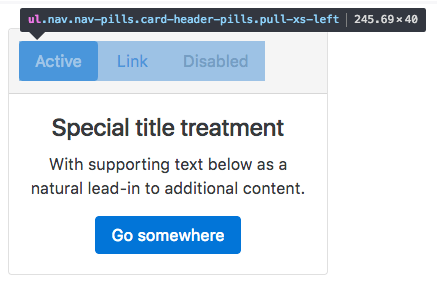 ul.nav.nav-pills.card-header-pills.pull-xs-left | 245.69 × 40
Active Link Disabled
Special title treatment
With supporting text below as a
natural lead-in to additional content.
Go somewhere